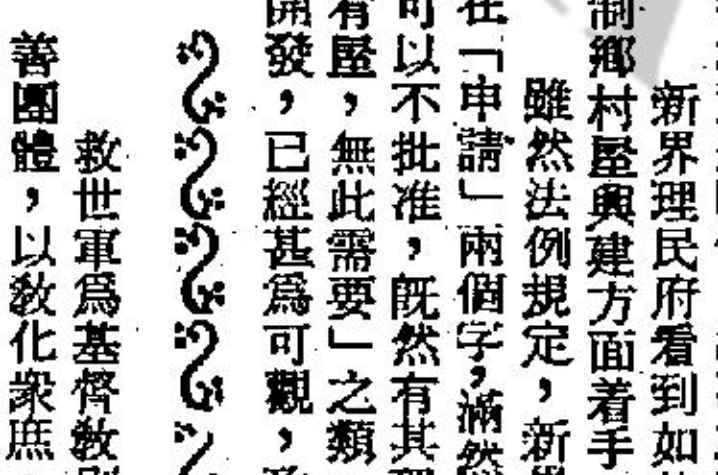 新界理民府看到如
制鄉村屋興建方面着手
雖然法例規定，新
在「申請」兩個字，滿然
可以不批准，既然有其
有屋，無此需要」之類
開發，已經甚爲可觀，
救世軍爲基督教
善團體，以敎化衆庶